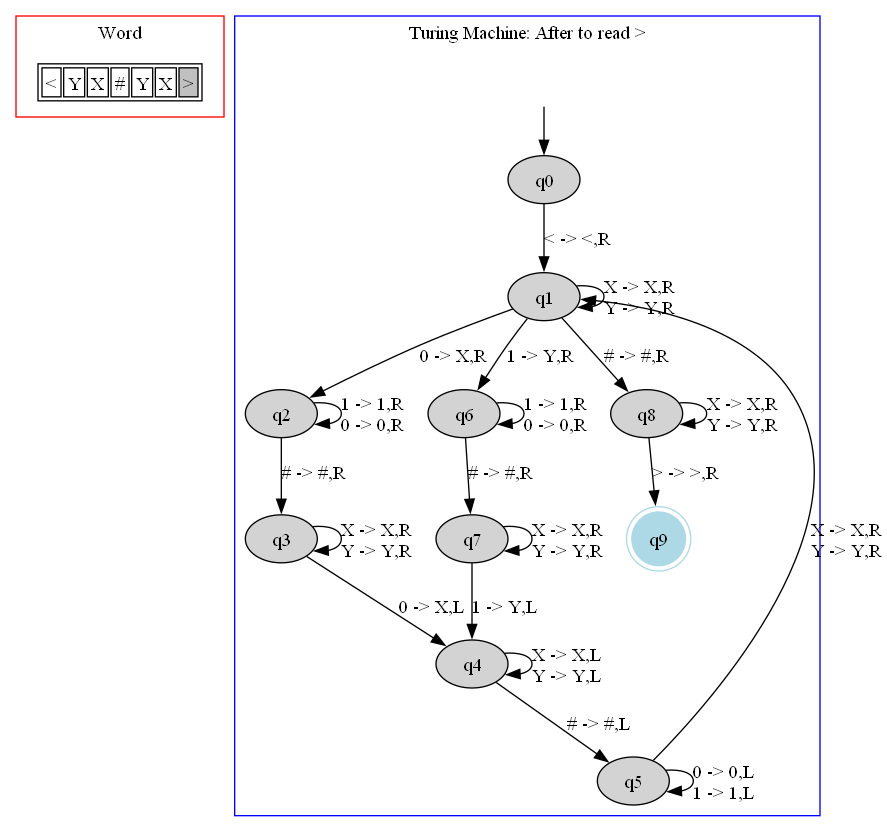 Word
< Y X # Y X >
Turing Machine: After to read >
q0
< -> <,R
q1
X -> X,R
Y -> Y,R
0 -> X,R
1 -> Y,R
# -> #,R
q2
1 -> 1,R
0 -> 0,R
q6
1 -> 1,R
0 -> 0,R
q8
X -> X,R
Y -> Y,R
# -> #,R
# -> #,R
> -> >,R
q3
X -> X,R
Y -> Y,R
q7
X -> X,R
Y -> Y,R
q9
X -> X,R
Y -> Y,R
0 -> X,L
1 -> Y,L
q4
X -> X,L
Y -> Y,L
# -> #,L
q5
0 -> 0,L
1 -> 1,L